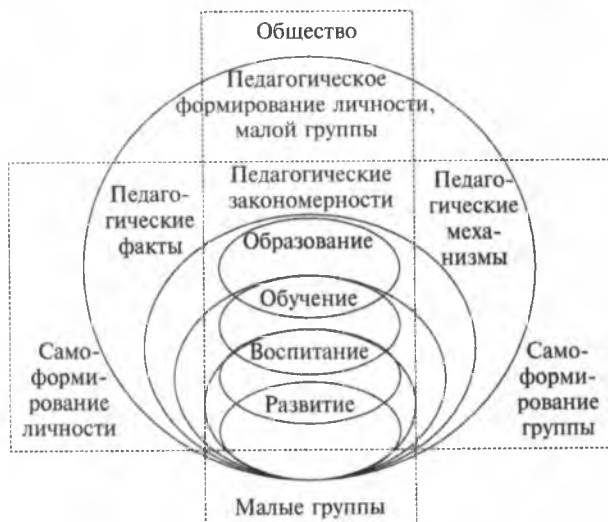 Общество
Педагогическое
формирование личности,
малой группы
Педаго-
гические
факты
Педагогические
закономерности
Педаго-
гические
меха-
низмы
Образование
Обучение
Воспитание
Развитие
Само-
форми-
рование
личности
Само-
форми-
рование
группы
Малые группы